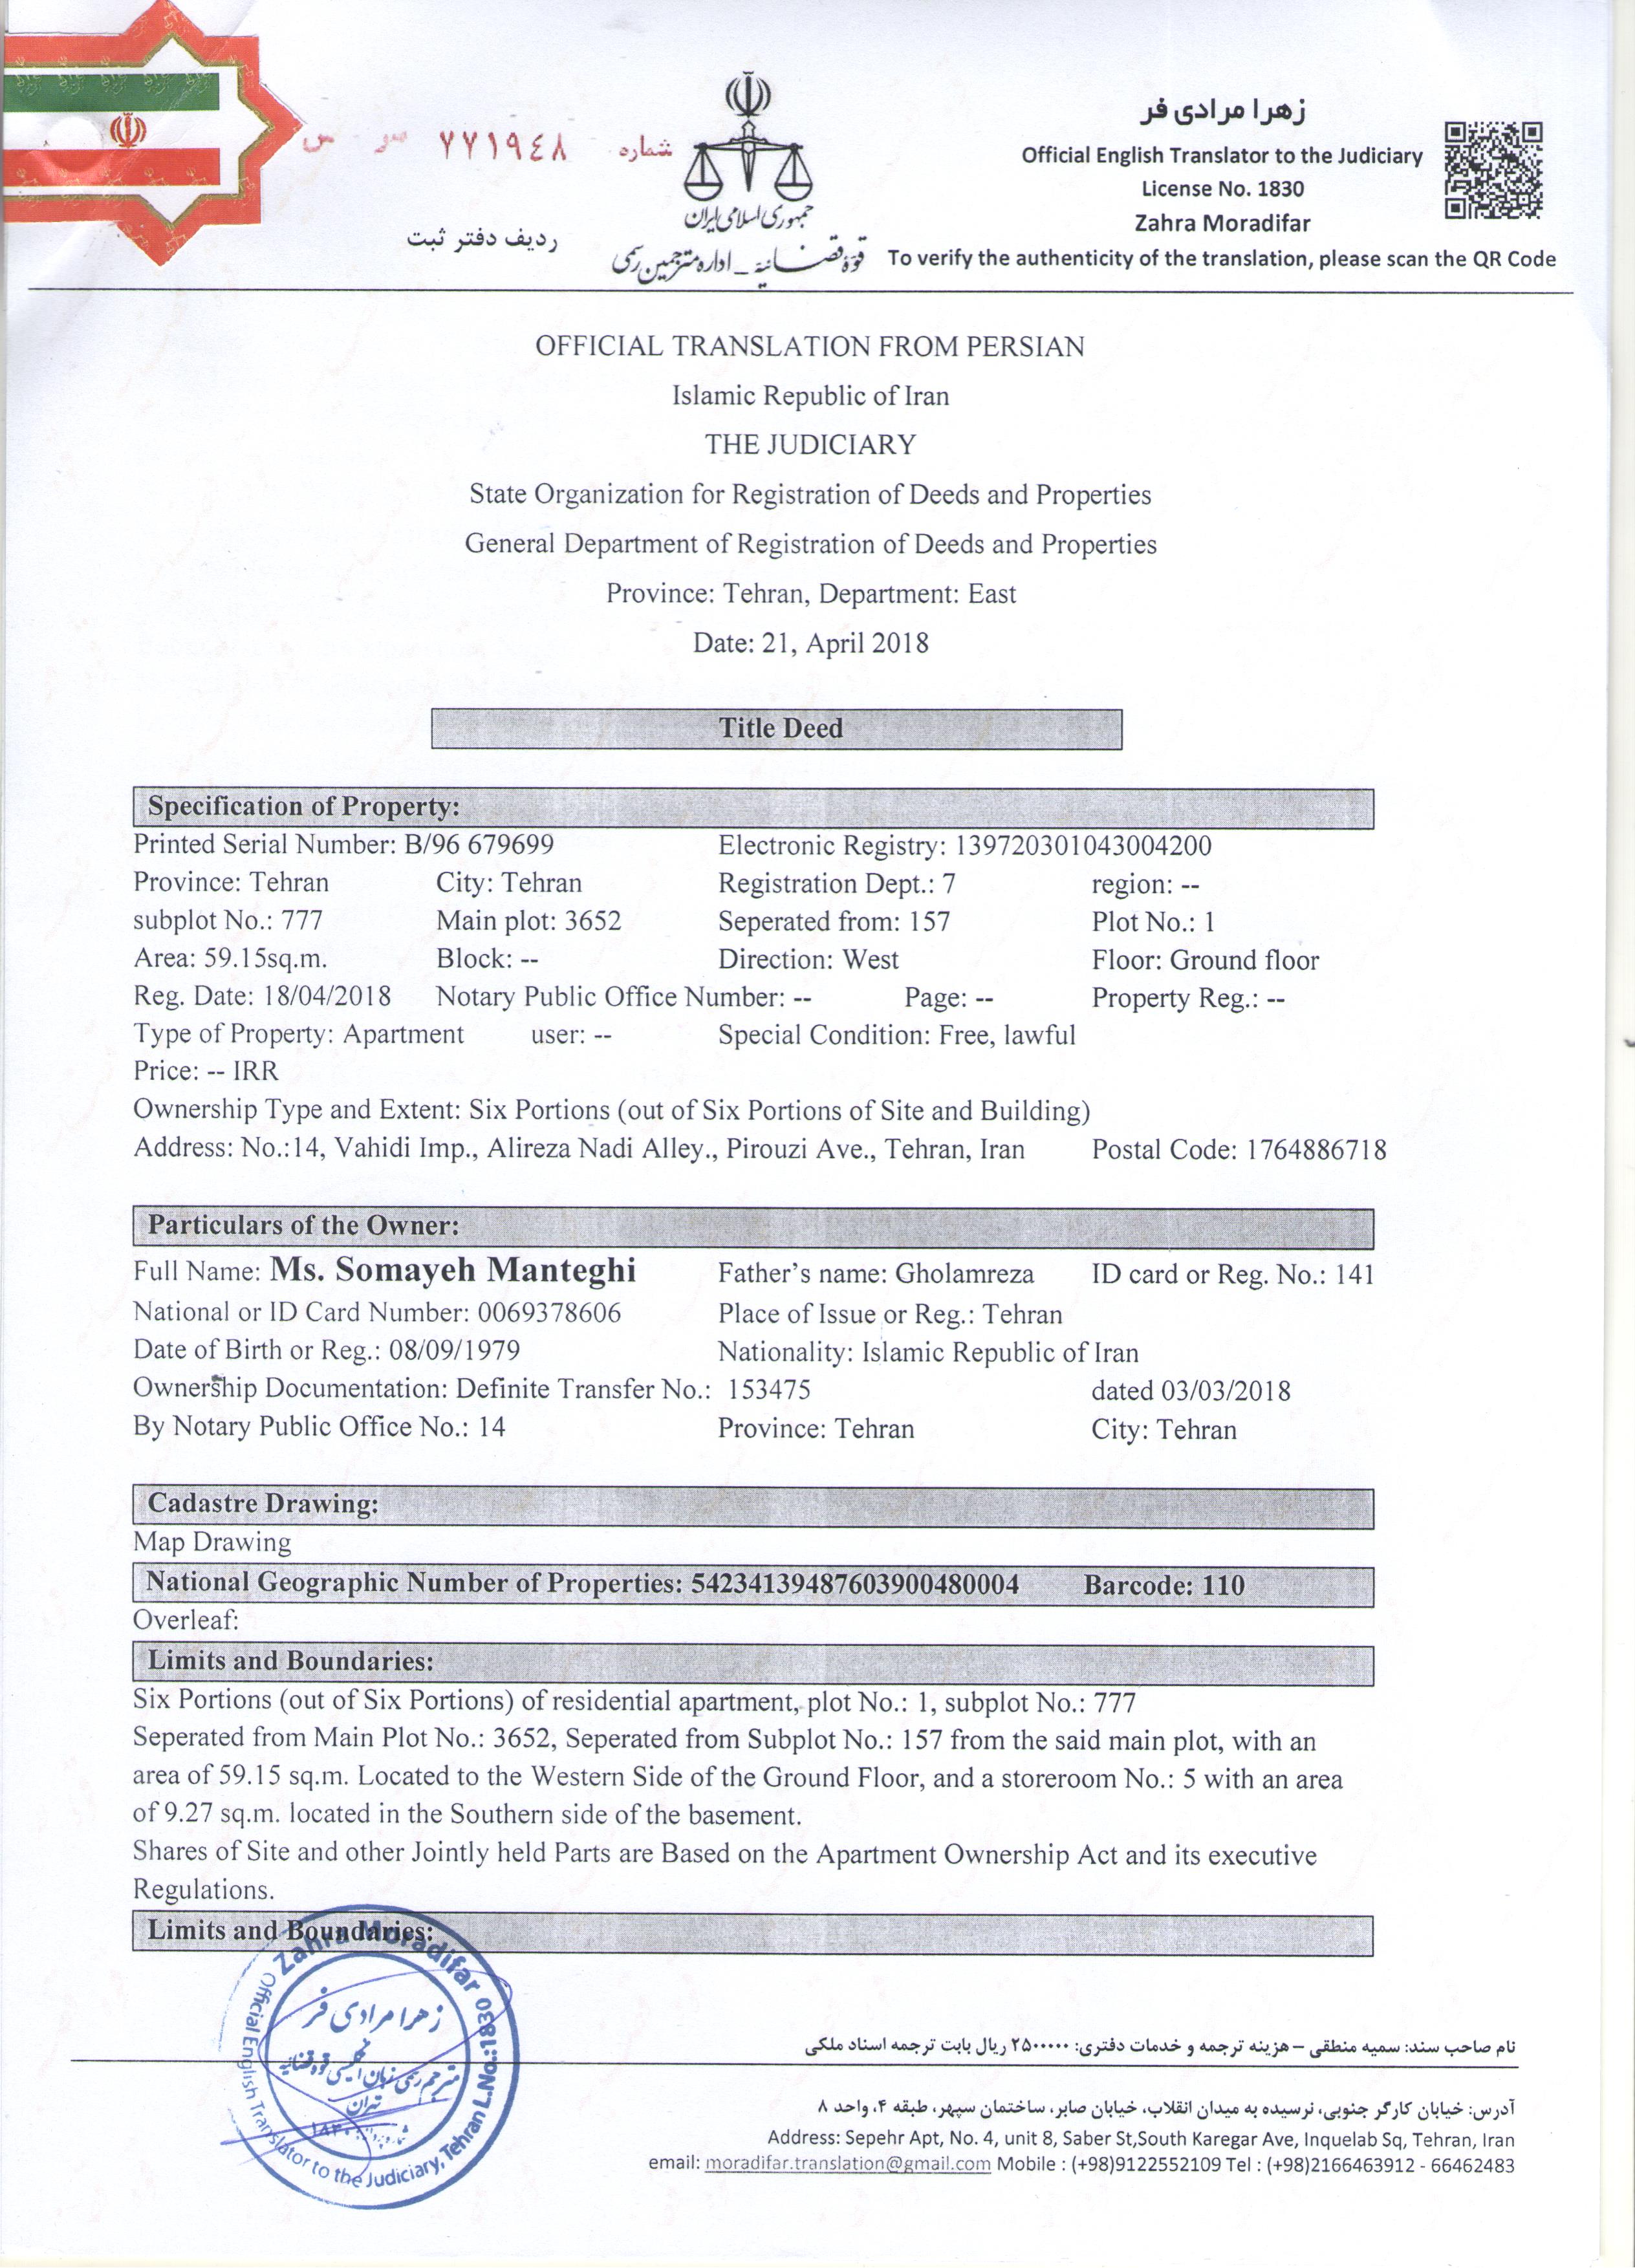 زهرا مرادی فر
Official English Translator to the Judiciary
License No. 1830
Zahra Moradifar
To verify the authenticity of the translation, please scan the QR Code
شماره ٧٧١٩٤٨ س
ردیف دفتر ثبت
جمهوری اسلامی ایران
قوه قضائیه _ اداره مترجمین رسمی
OFFICIAL TRANSLATION FROM PERSIAN
Islamic Republic of Iran
THE JUDICIARY
State Organization for Registration of Deeds and Properties
General Department of Registration of Deeds and Properties
Province: Tehran, Department: East
Date: 21, April 2018
Title Deed
Specification of Property:
Printed Serial Number: B/96 679699 Electronic Registry: 139720301043004200
Province: Tehran City: Tehran Registration Dept.: 7 region: --
subplot No.: 777 Main plot: 3652 Seperated from: 157 Plot No.: 1
Area: 59.15sq.m. Block: -- Direction: West Floor: Ground floor
Reg. Date: 18/04/2018 Notary Public Office Number: -- Page: -- Property Reg.: --
Type of Property: Apartment user: -- Special Condition: Free, lawful
Price: -- IRR
Ownership Type and Extent: Six Portions (out of Six Portions of Site and Building)
Address: No.:14, Vahidi Imp., Alireza Nadi Alley., Pirouzi Ave., Tehran, Iran Postal Code: 1764886718
Particulars of the Owner:
Full Name: Ms. Somayeh Manteghi Father's name: Gholamreza ID card or Reg. No.: 141
National or ID Card Number: 0069378606 Place of Issue or Reg.: Tehran
Date of Birth or Reg.: 08/09/1979 Nationality: Islamic Republic of Iran
Ownership Documentation: Definite Transfer No.: 153475 dated 03/03/2018
By Notary Public Office No.: 14 Province: Tehran City: Tehran
Cadastre Drawing:
Map Drawing
National Geographic Number of Properties: 54234139487603900480004 Barcode: 110
Overleaf:
Limits and Boundaries:
Six Portions (out of Six Portions) of residential apartment, plot No.: 1, subplot No.: 777
Seperated from Main Plot No.: 3652, Seperated from Subplot No.: 157 from the said main plot, with an
area of 59.15 sq.m. Located to the Western Side of the Ground Floor, and a storeroom No.: 5 with an area
of 9.27 sq.m. located in the Southern side of the basement.
Shares of Site and other Jointly held Parts are Based on the Apartment Ownership Act and its executive
Regulations.
Limits and Boundaries:
Zahra Moradifar
Official English Translator to the Judiciary, Tehran L.No.:1830
زهرا مرادی فر
مترجم رسمی زبان انگلیسی قوه قضائیه
تهران
نام صاحب سند: سمیه منطقی – هزینه ترجمه و خدمات دفتری: ۲۵۰۰۰۰۰ ریال بابت ترجمه اسناد ملکی
آدرس: خیابان کارگر جنوبی، نرسیده به میدان انقلاب، خیابان صابر، ساختمان سپهر، طبقه ۴، واحد ۸
Address: Sepehr Apt, No. 4, unit 8, Saber St,South Karegar Ave, Inquelab Sq, Tehran, Iran
email: moradifar.translation@gmail.com Mobile : (+98)9122552109 Tel : (+98)2166463912 - 66462483